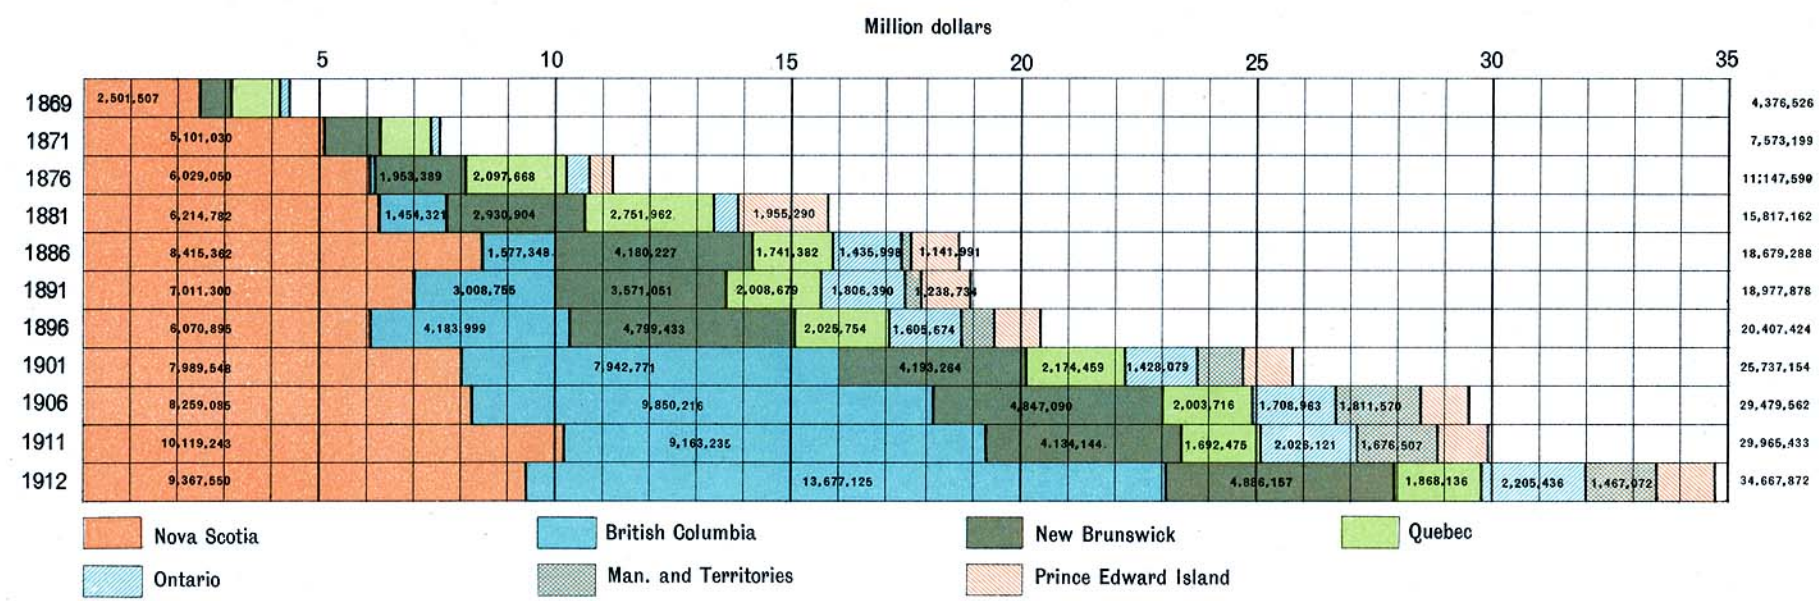 Million dollars
5 10 15 20 25 30 35
1869 2,501,507 4,376,526
1871 5,101,030 7,573,199
1876 6,029,050 1,953,389 2,097,668 11,147,590
1881 6,214,782 1,454,321 2,930,904 2,751,962 1,955,290 15,817,162
1886 8,415,362 1,577,348 4,180,227 1,741,382 1,435,998 1,141,991 18,679,288
1891 7,011,300 3,008,755 3,571,051 2,008,679 1,806,390 1,238,734 18,977,878
1896 6,070,895 4,183,999 4,799,433 2,025,754 1,605,674 20,407,424
1901 7,989,548 7,942,771 4,193,264 2,174,459 1,428,079 25,737,154
1906 8,259,085 9,850,216 4,847,090 2,003,716 1,708,963 1,811,570 29,479,562
1911 10,119,243 9,163,235 4,134,144 1,692,475 2,026,121 1,676,507 29,965,433
1912 9,367,550 13,677,125 4,886,157 1,868,136 2,205,436 1,467,072 34,667,872
Nova Scotia British Columbia New Brunswick Quebec
Ontario Man. and Territories Prince Edward Island